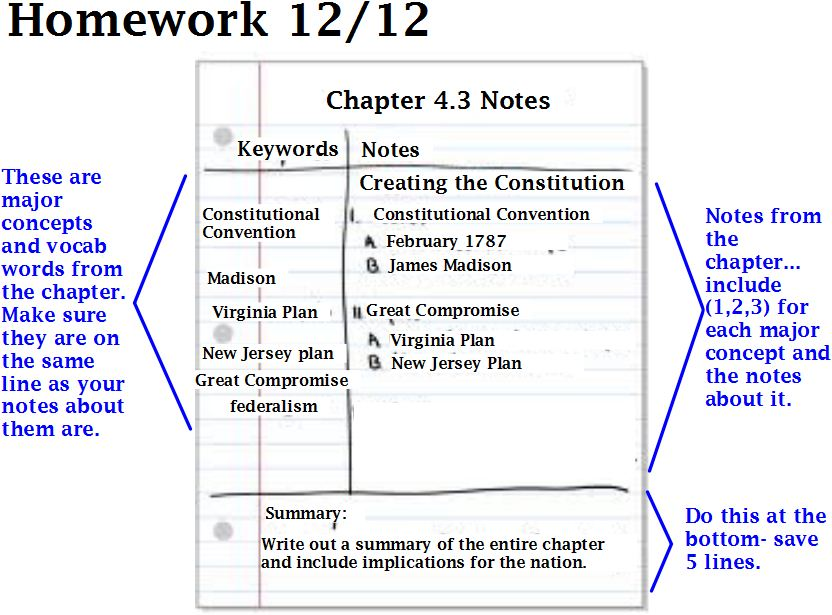 Homework 12/12
Chapter 4.3 Notes
Keywords
Notes
These are
major
concepts
and vocab
words from
the chapter.
Make sure
they are on
the same
line as your
notes about
them are.
Constitutional
Convention
Madison
Virginia Plan
New Jersey plan
Great Compromise
federalism
Creating the Constitution
I. Constitutional Convention
A. February 1787
B. James Madison
II. Great Compromise
A. Virginia Plan
B. New Jersey Plan
Notes from
the
chapter...
include
(1,2,3) for
each major
concept and
the notes
about it.
Summary:
Write out a summary of the entire chapter
and include implications for the nation.
Do this at the
bottom- save
5 lines.